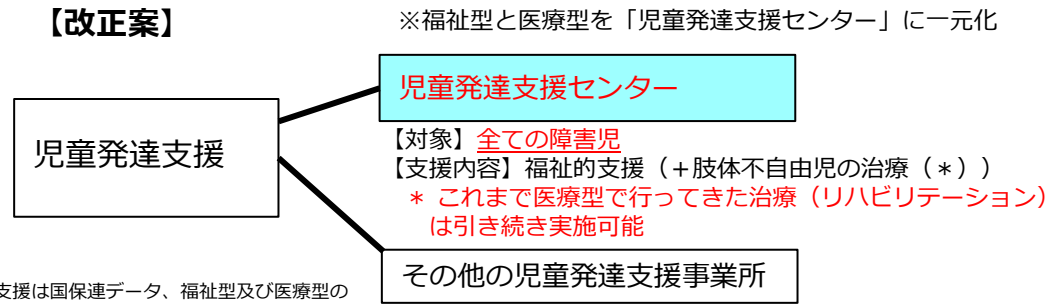 【改正案】
※福祉型と医療型を「児童発達支援センター」に一元化
児童発達支援センター
児童発達支援
【対象】全ての障害児
【支援内容】福祉的支援（＋肢体不自由児の治療（＊））
＊ これまで医療型で行ってきた治療（リハビリテーション）
は引き続き実施可能
その他の児童発達支援事業所
支援は国保連データ、福祉型及び医療型の